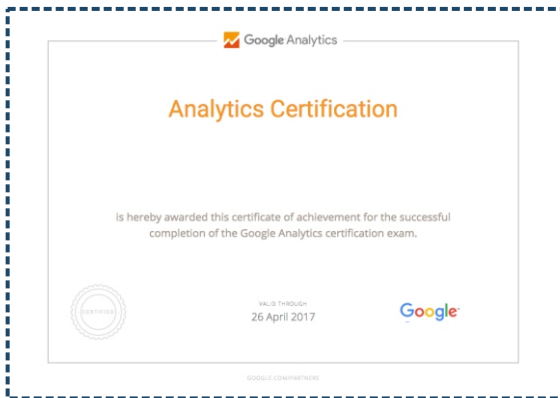 Google Analytics
Analytics Certification
is hereby awarded this certificate of achievement for the successful
completion of the Google Analytics certification exam.
CERTIFIED
VALID THROUGH
26 April 2017
Google
GOOGLE.COM/PARTNERS